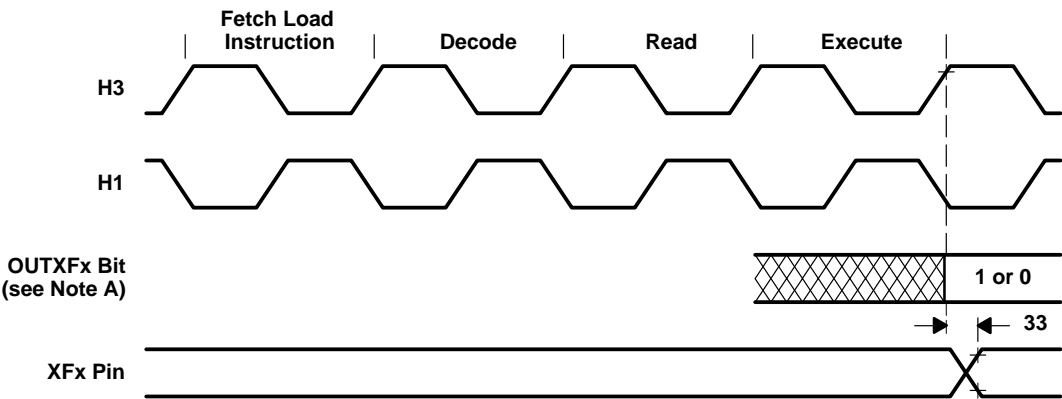 Fetch Load
Instruction
Decode
Read
Execute
H3
H1
OUTXFx Bit
(see Note A)
1 or 0
33
XFx Pin